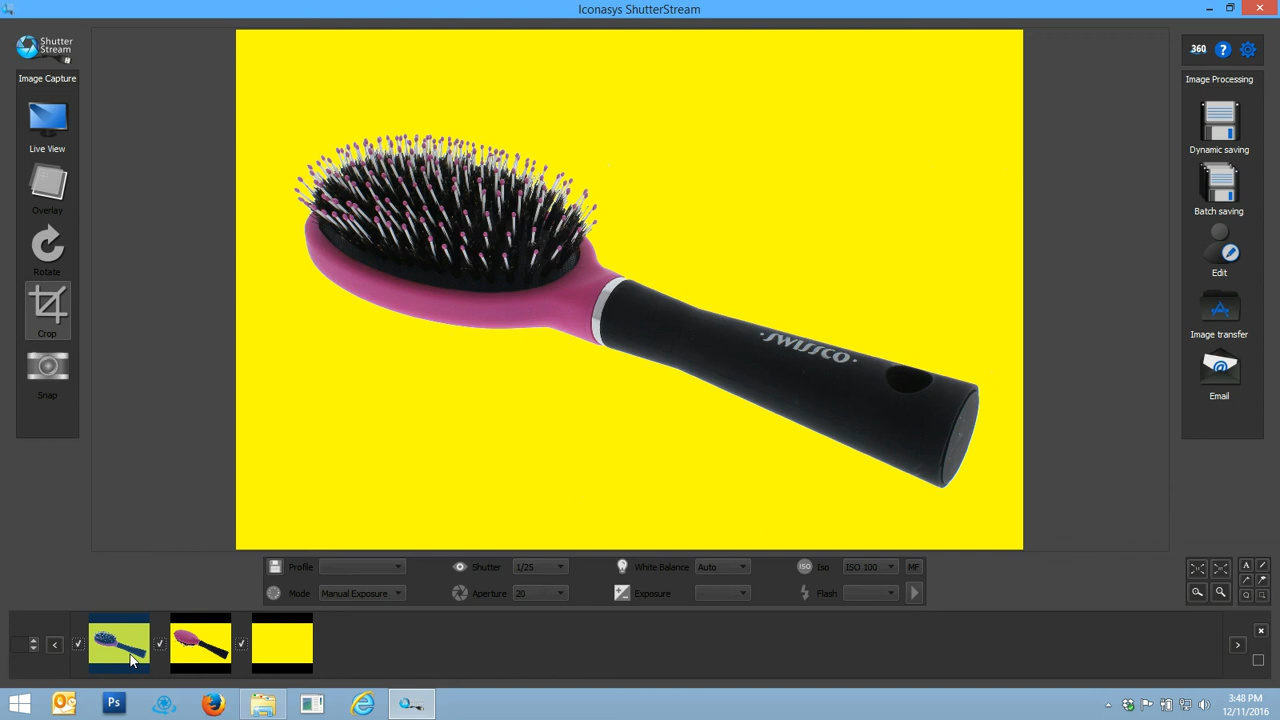 Iconasys ShutterStream
Shutter
Stream
Image Capture
Live View
Overlay
Rotate
Crop
Snap
·SWISSCO·
360
?
Image Processing
Dynamic saving
Batch saving
Edit
Image transfer
@
Email
Profile
Shutter 1/25
White Balance Auto
ISO Iso ISO 100 MF
Mode Manual Exposure
Aperture 20
Exposure
Flash
A
Ps
3:48 PM
12/11/2016